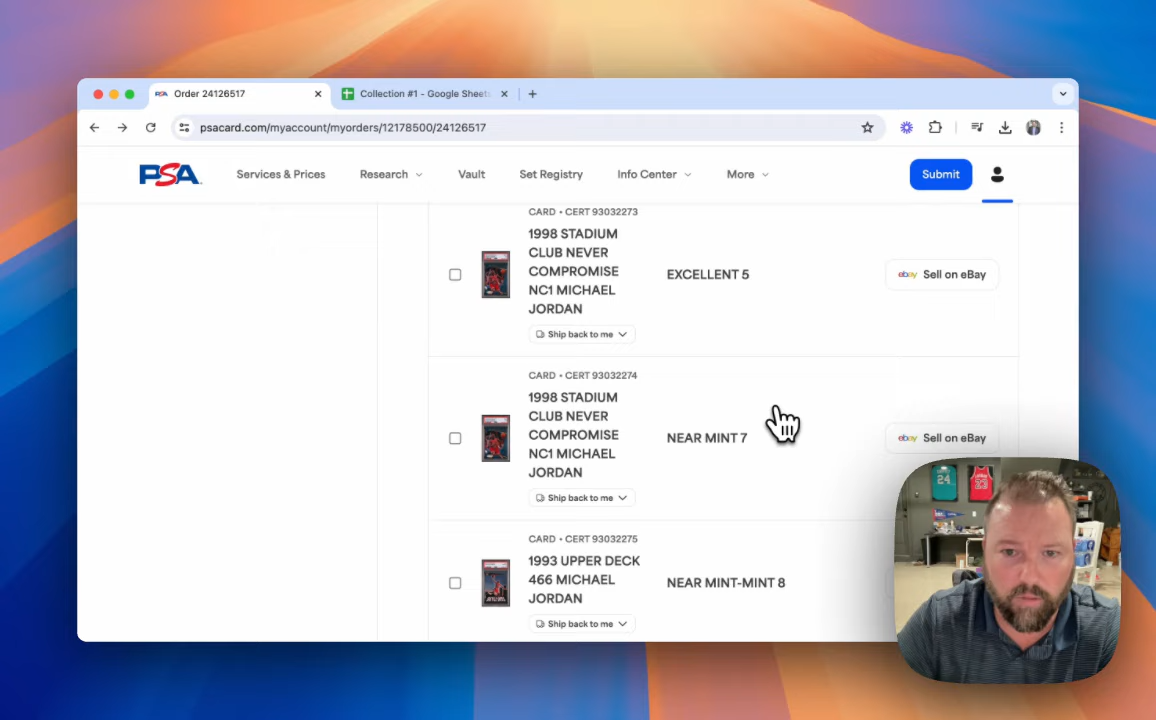 PSA Order 24126517
Collection #1 - Google Sheets
psacard.com/myaccount/myorders/12178500/24126517
PSA
Services & Prices
Research
Vault
Set Registry
Info Center
More
Submit
CARD • CERT 93032273
1998 STADIUM
CLUB NEVER
COMPROMISE
NC1 MICHAEL
JORDAN
EXCELLENT 5
ebay Sell on eBay
Ship back to me
CARD • CERT 93032274
1998 STADIUM
CLUB NEVER
COMPROMISE
NC1 MICHAEL
JORDAN
NEAR MINT 7
ebay Sell on eBay
Ship back to me
CARD • CERT 93032275
1993 UPPER DECK
466 MICHAEL
JORDAN
NEAR MINT-MINT 8
Ship back to me
24
23